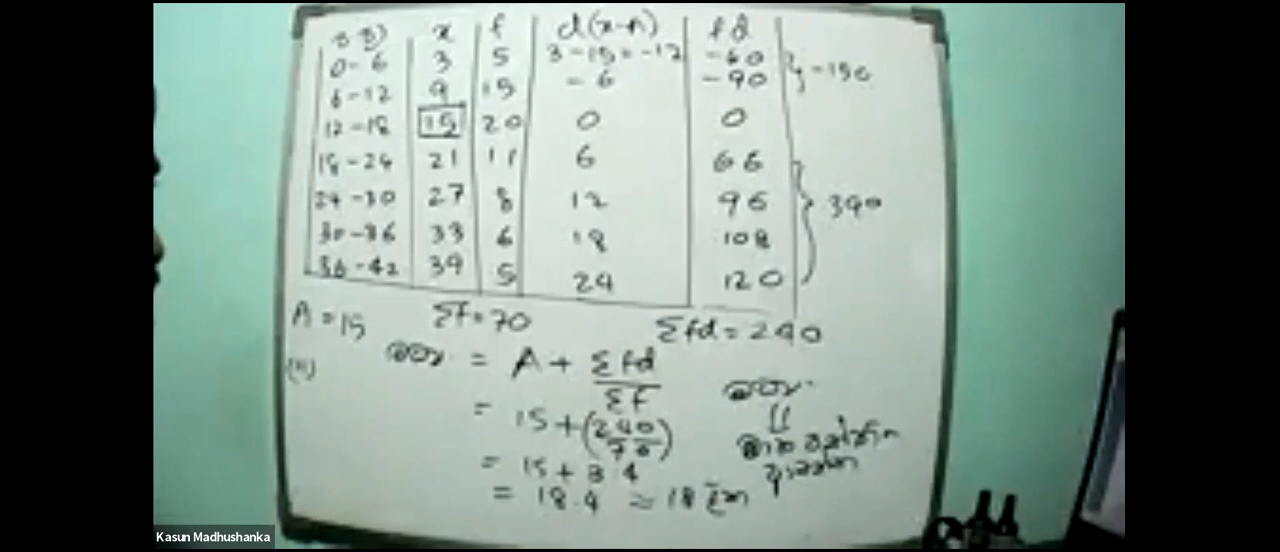 x f d(x-A) fd
0-6 3 5 3-15=-12 -60
6-12 9 15 -6 -90 } -150
12-18 15 20 0 0
18-24 21 11 6 66
24-30 27 8 12 96 } 390
30-36 33 6 18 108
36-42 39 5 24 120
A=15 Σf=70 Σfd=240
(ii) = A + Σfd/Σf
= 15+(240/70)
= 15+3.4
= 18.4 ≈ 18
Kasun Madhushanka